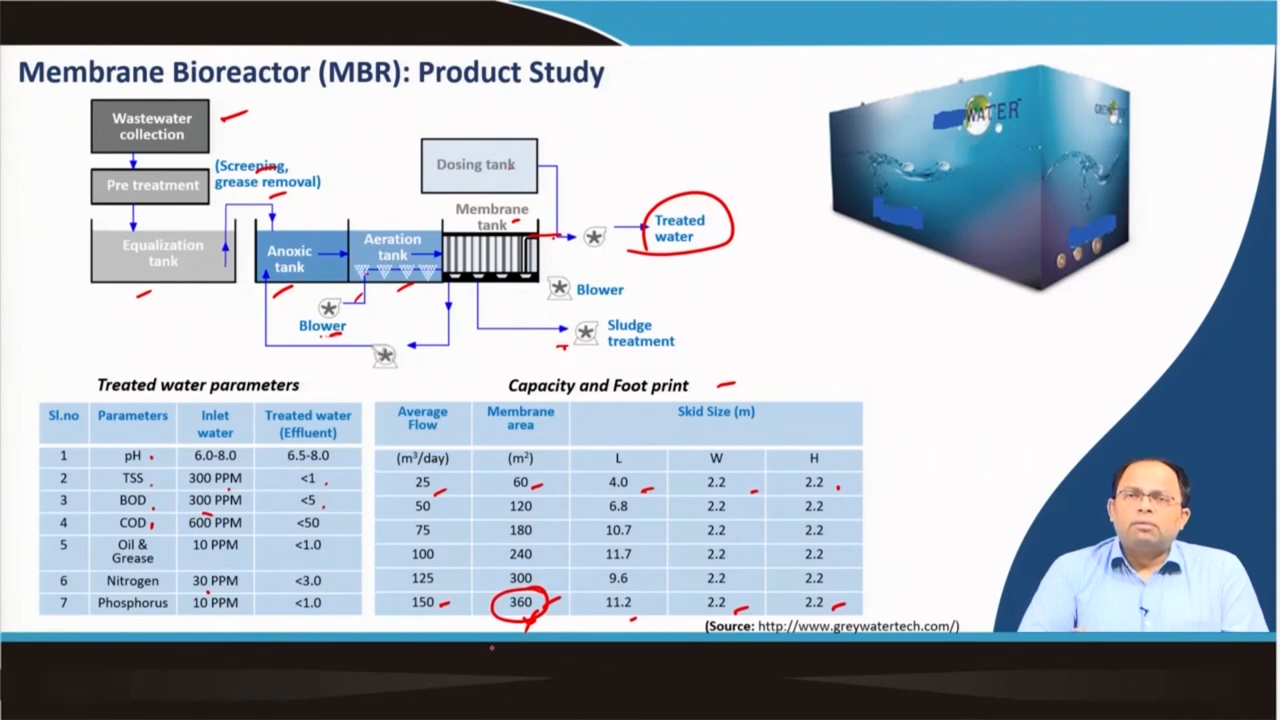 Membrane Bioreactor (MBR): Product Study
Wastewater
collection
Pre treatment
(Screening,
grease removal)
Equalization
tank
Anoxic
tank
Aeration
tank
Dosing tank
Membrane
tank
Treated
water
Blower
Blower
Sludge
treatment
WATER™
GREYWATER
Treated water parameters
Sl.no Parameters Inlet water Treated water (Effluent)
1 pH 6.0-8.0 6.5-8.0
2 TSS 300 PPM <1
3 BOD 300 PPM <5
4 COD 600 PPM <50
5 Oil & Grease 10 PPM <1.0
6 Nitrogen 30 PPM <3.0
7 Phosphorus 10 PPM <1.0
Capacity and Foot print
Average Flow Membrane area Skid Size (m)
(m³/day) (m²) L W H
25 60 4.0 2.2 2.2
50 120 6.8 2.2 2.2
75 180 10.7 2.2 2.2
100 240 11.7 2.2 2.2
125 300 9.6 2.2 2.2
150 360 11.2 2.2 2.2
(Source: http://www.greywatertech.com/)